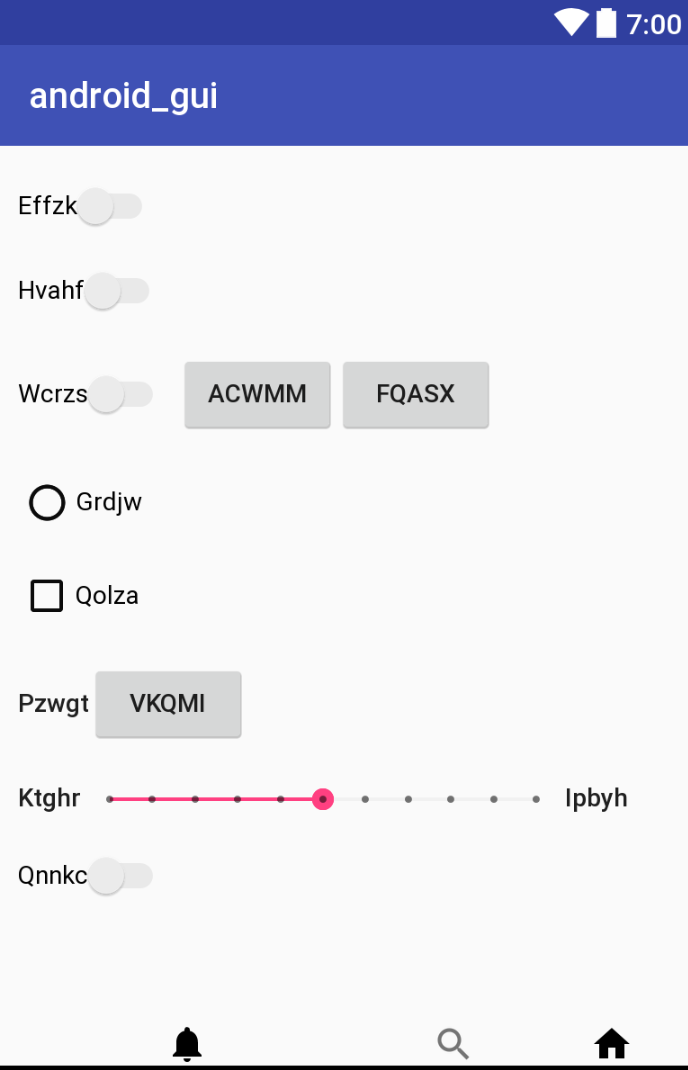 7:00
android_gui
Effzk
Hvahf
Wcrzs ACWMM FQASX
Grdjw
Qolza
Pzwgt VKQMI
Ktghr Ipbyh
Qnnkc